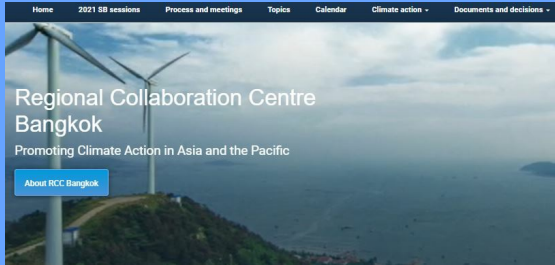 Home 2021 SB sessions Process and meetings Topics Calendar Climate action Documents and decisions
Regional Collaboration Centre
Bangkok
Promoting Climate Action in Asia and the Pacific
About RCC Bangkok